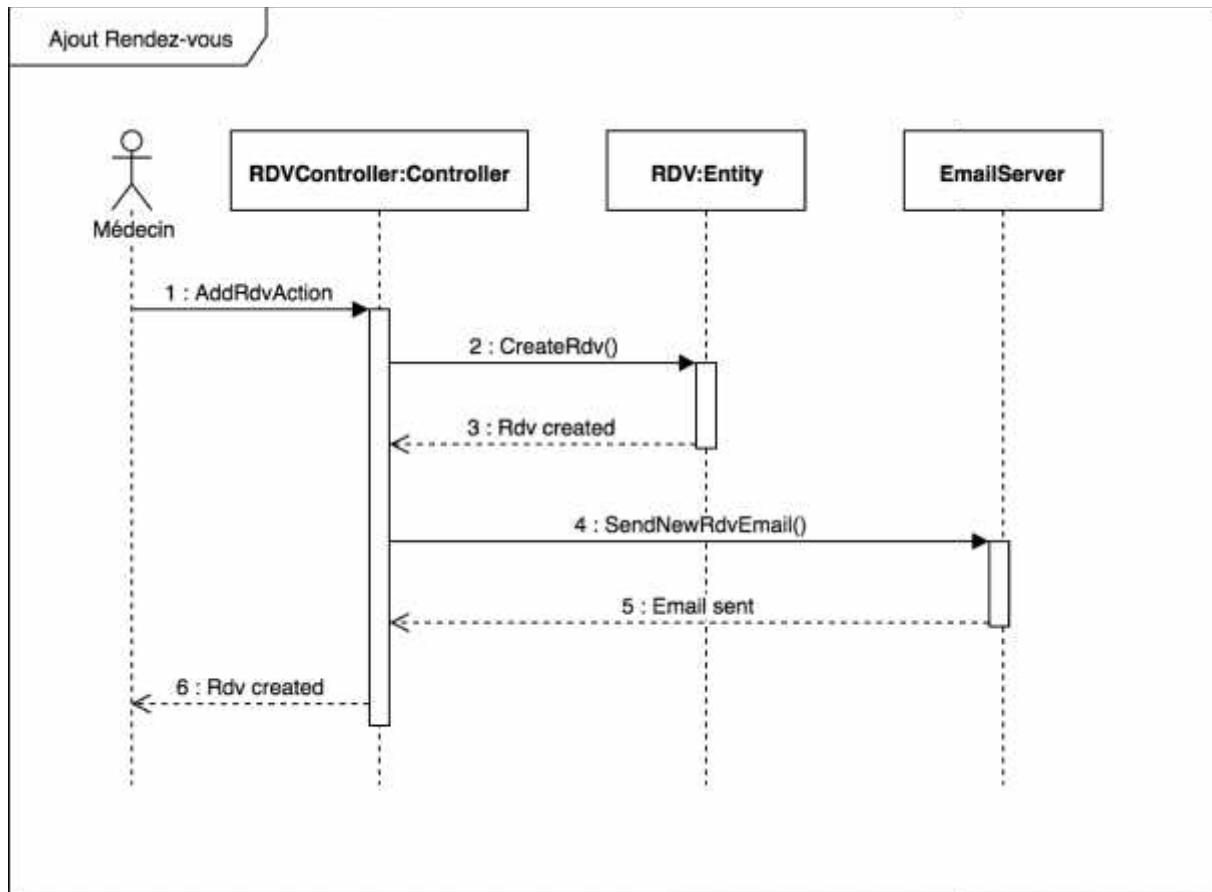 Ajout Rendez-vous
RDVController:Controller
RDV:Entity
EmailServer
Médecin
1 : AddRdvAction
2 : CreateRdv()
3 : Rdv created
4 : SendNewRdvEmail()
5 : Email sent
6 : Rdv created